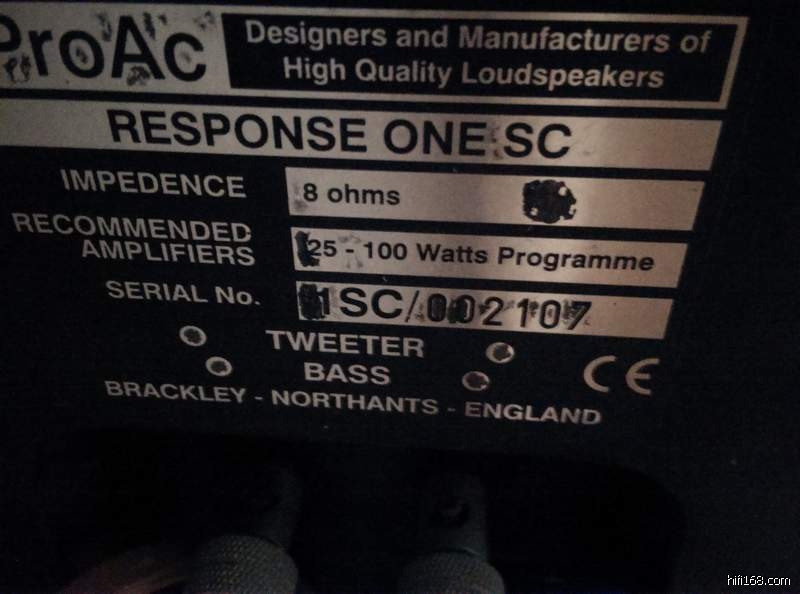 ProAc
Designers and Manufacturers of
High Quality Loudspeakers
RESPONSE ONE SC
IMPEDENCE
8 ohms
RECOMMENDED
AMPLIFIERS
25 - 100 Watts Programme
SERIAL No.
1SC/002107
TWEETER
BASS
CE
BRACKLEY - NORTHANTS - ENGLAND
hifi168.com